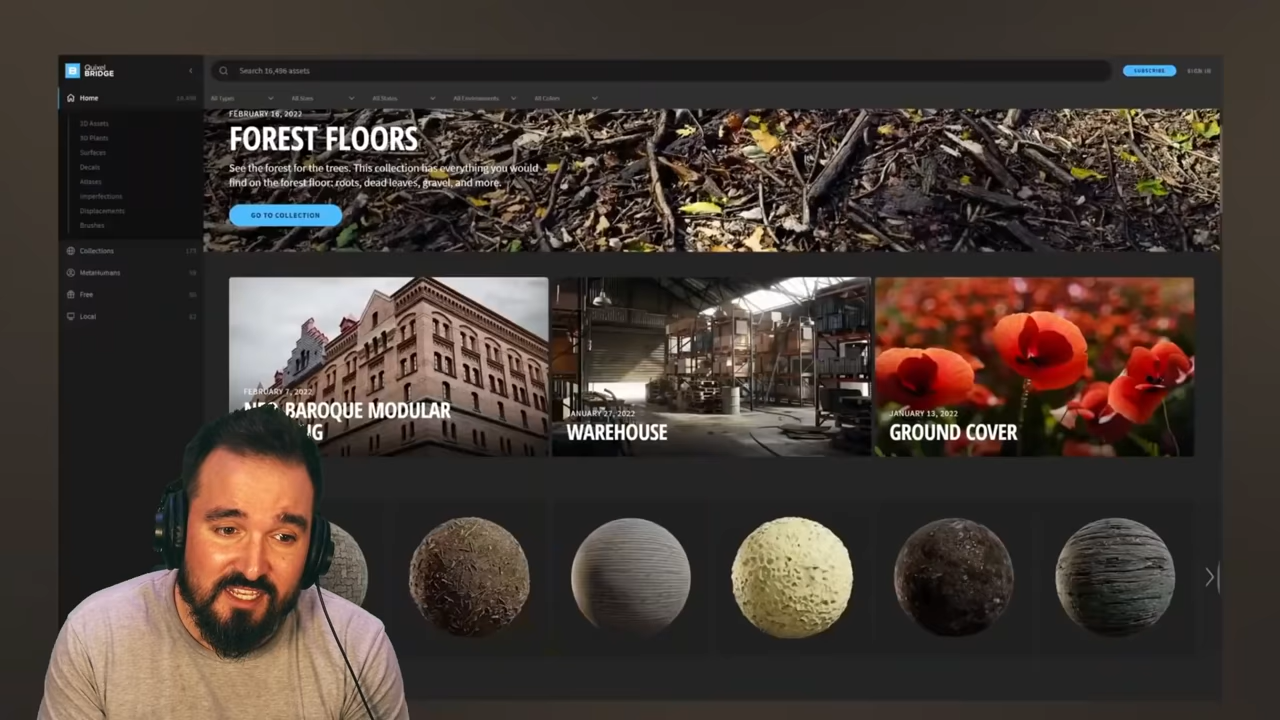 Quixel
BRIDGE
Search 16,496 assets
SUBSCRIBE
SIGN IN
Home
16,496
All Types
All Sizes
All Status
All Environments
All Colors
3D Assets
3D Plants
Surfaces
Decals
Atlases
Imperfections
Displacements
Brushes
Collections
MetaHumans
Free
Local
FEBRUARY 16, 2022
FOREST FLOORS
See the forest for the trees. This collection has everything you would
find on the forest floor: roots, dead leaves, gravel, and more.
GO TO COLLECTION
FEBRUARY 7, 2022
BAROQUE MODULAR
JANUARY 27, 2022
WAREHOUSE
JANUARY 13, 2022
GROUND COVER